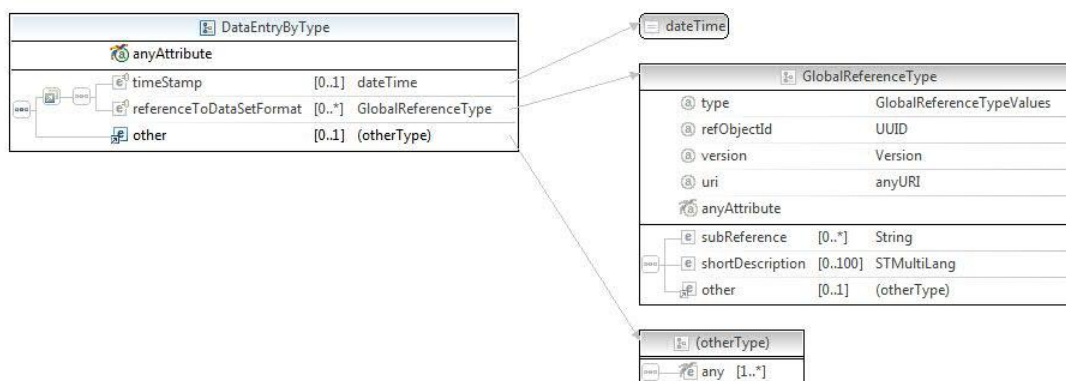 DataEntryByType
anyAttribute
timeStamp [0..1] dateTime
referenceToDataSetFormat [0..*] GlobalReferenceType
other [0..1] (otherType)
dateTime
GlobalReferenceType
type GlobalReferenceTypeValues
refObjectId UUID
version Version
uri anyURI
anyAttribute
subReference [0..*] String
shortDescription [0..100] STMultiLang
other [0..1] (otherType)
(otherType)
any [1..*]